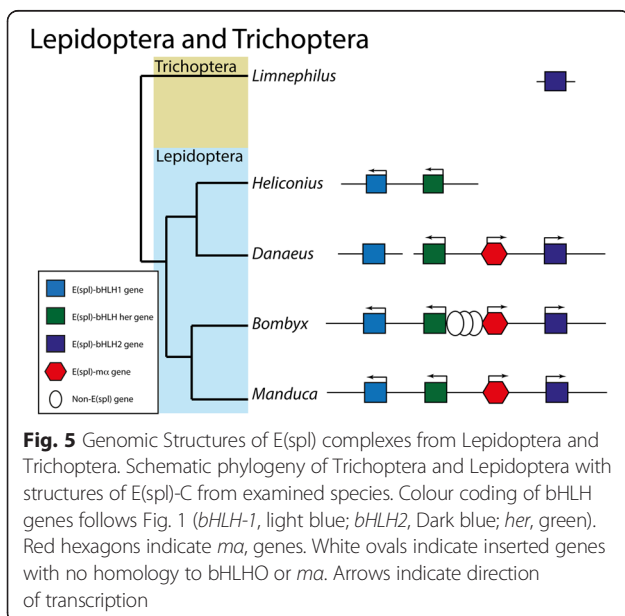 Lepidoptera and Trichoptera
Trichoptera
Limnephilus
Lepidoptera
Heliconius
Danaeus
Bombyx
Manduca
E(spl)-bHLH1 gene
E(spl)-bHLH her gene
E(spl)-bHLH2 gene
E(spl)-mα gene
Non-E(spl) gene
Fig. 5 Genomic Structures of E(spl) complexes from Lepidoptera and
Trichoptera. Schematic phylogeny of Trichoptera and Lepidoptera with
structures of E(spl)-C from examined species. Colour coding of bHLH
genes follows Fig. 1 (bHLH-1, light blue; bHLH2, Dark blue; her, green).
Red hexagons indicate mα, genes. White ovals indicate inserted genes
with no homology to bHLHO or mα. Arrows indicate direction
of transcription